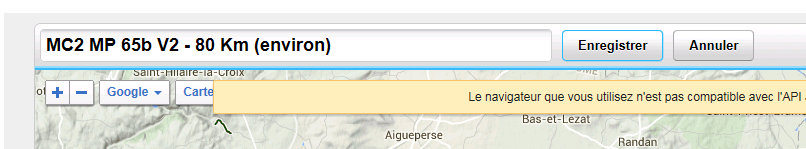 MC2 MP 65b V2 - 80 Km (environ) Enregistrer Annuler
Saint-Hilaire-la-Croix
+ − Google Carte
Le navigateur que vous utilisez n'est pas compatible avec l'API
Bas-et-Lezat
Aigueperse
Randan